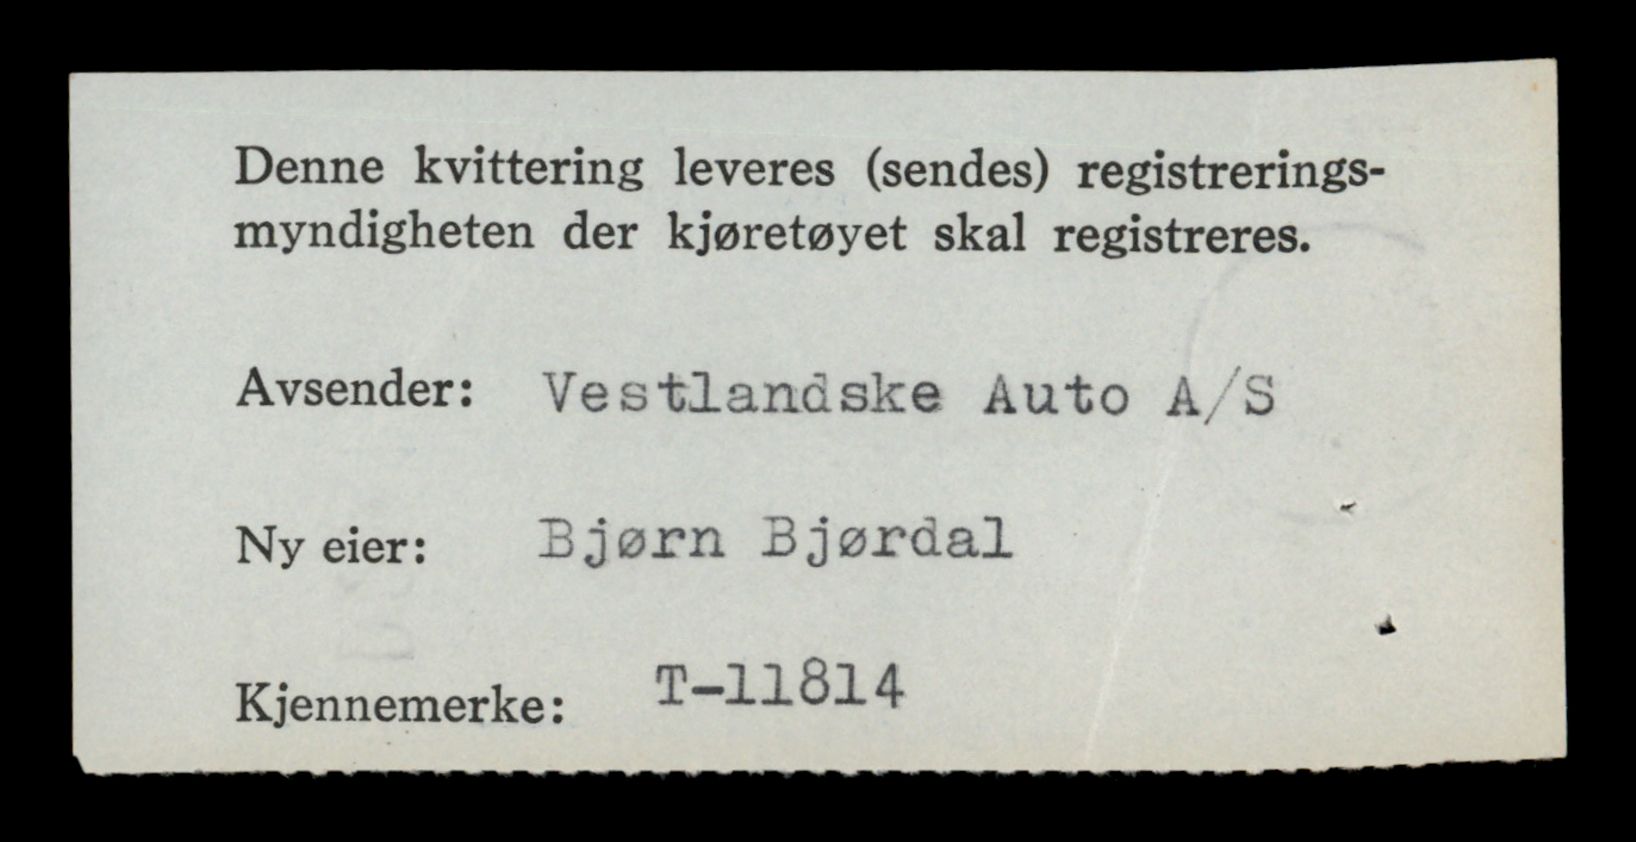 Denne kvittering leveres (sendes) registrerings-
myndigheten der kjøretøyet skal registreres.
Avsender: Vestlandske Auto A/S
Ny eier: Bjørn Bjørdal
Kjennemerke: T-11814